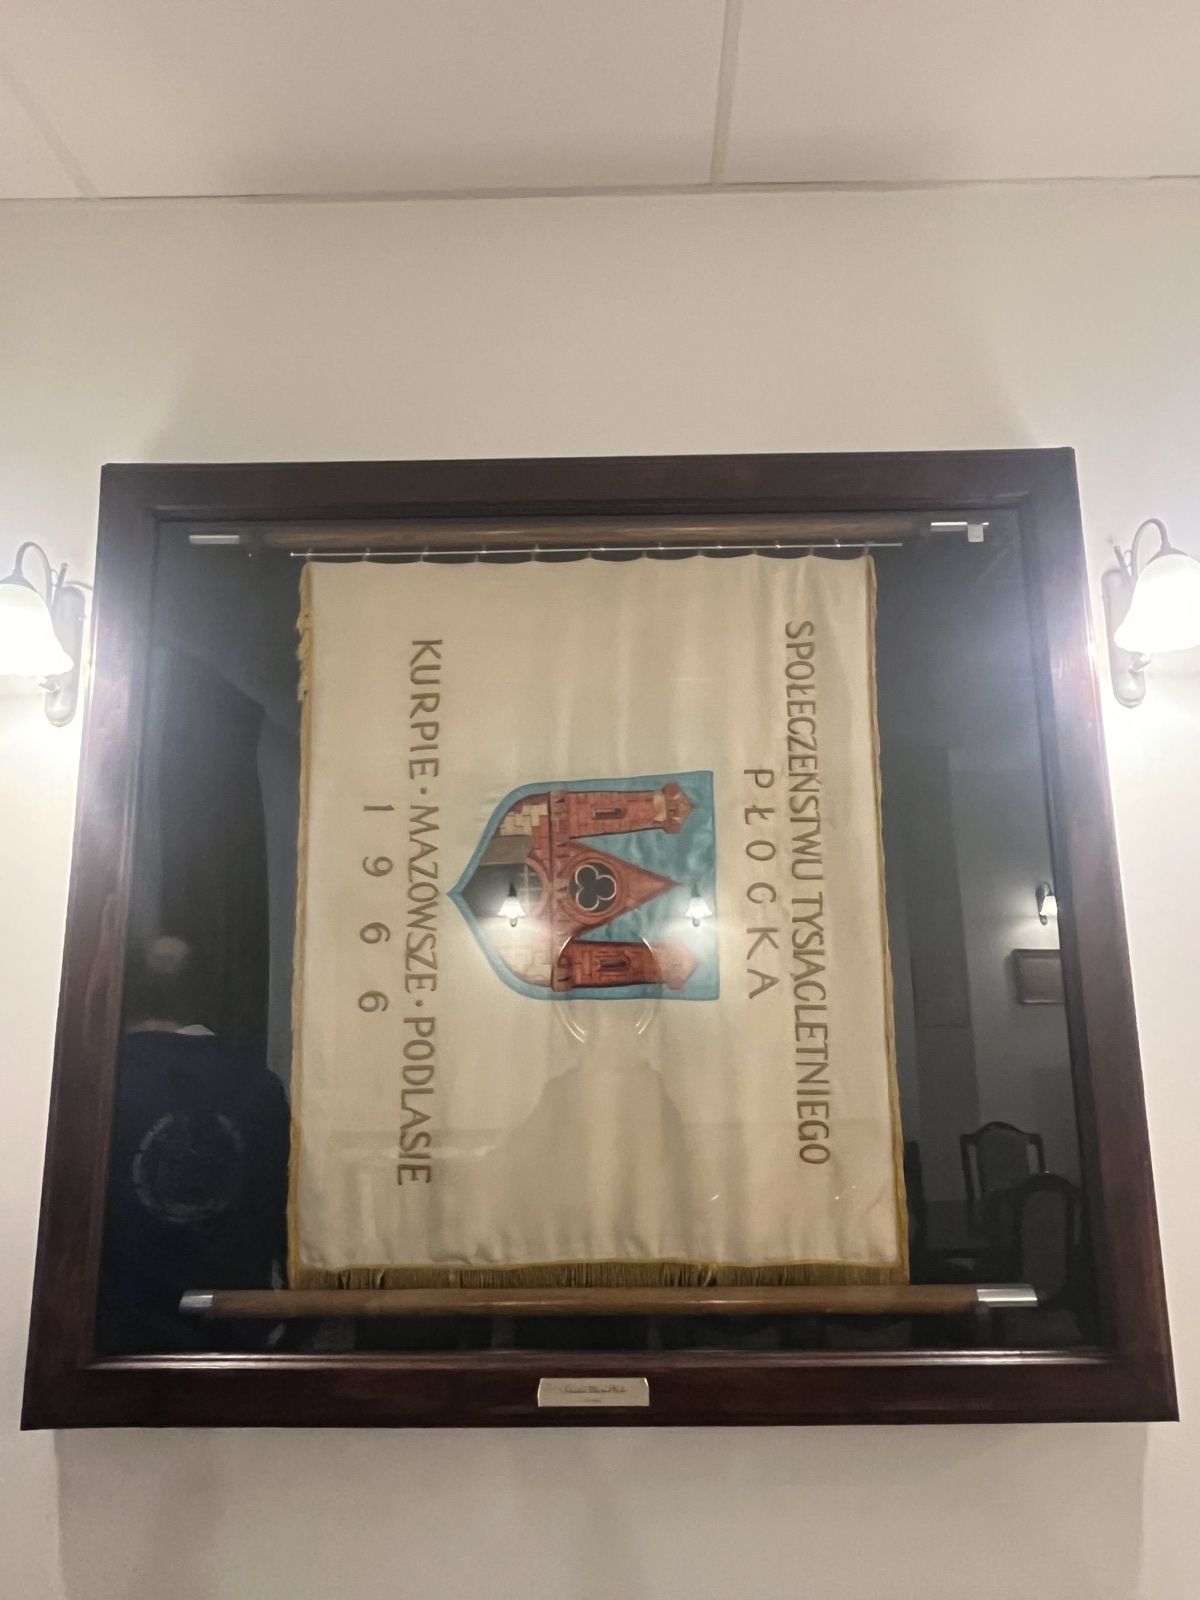 SPOŁECZEŃSTWU TYSIĄCLETNIEGO
PŁOCKA
KURPIE · MAZOWSZE · PODLASIE
1966